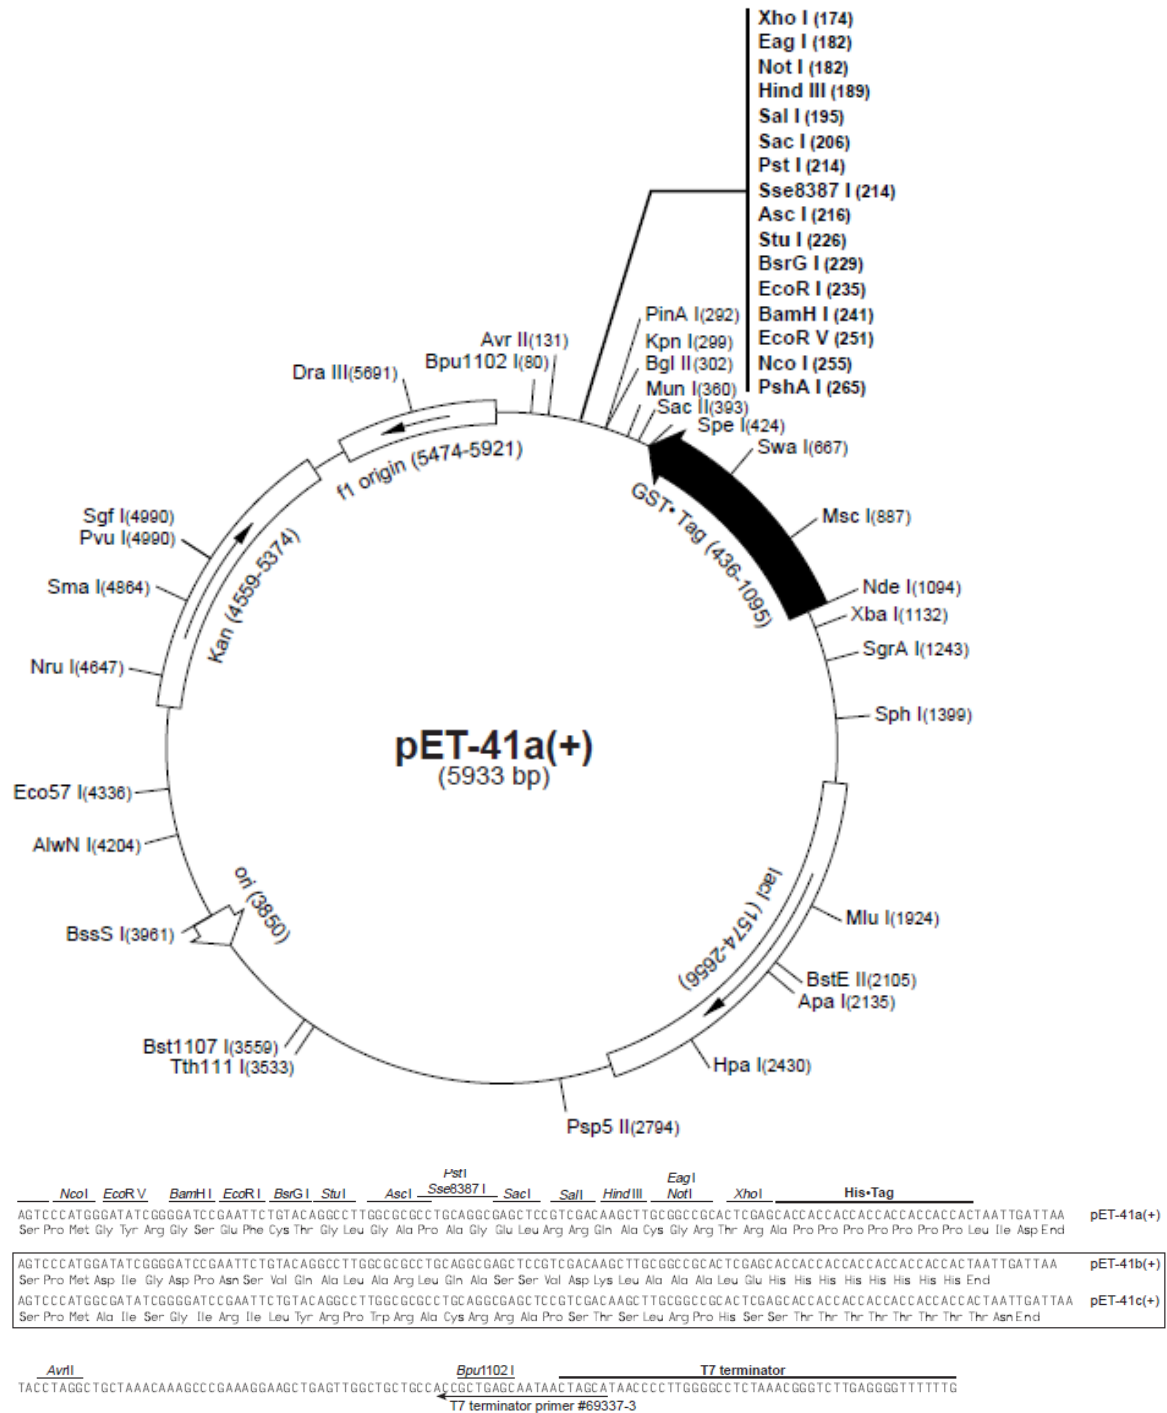 Xho I (174)
Eag I (182)
Not I (182)
Hind III (189)
Sal I (195)
Sac I (206)
Pst I (214)
Sse8387 I (214)
Asc I (216)
Stu I (226)
BsrG I (229)
EcoR I (235)
BamH I (241)
EcoR V (251)
Nco I (255)
PshA I (265)
PinA I(292)
Kpn I(299)
Bgl II(302)
Mun I(360)
Sac II(393)
Spe I(424)
Swa I(667)
Msc I(887)
Nde I(1094)
Xba I(1132)
SgrA I(1243)
Sph I(1399)
Mlu I(1924)
BstE II(2105)
Apa I(2135)
Hpa I(2430)
Psp5 II(2794)
Tth111 I(3533)
Bst1107 I(3559)
BssS I(3961)
AlwN I(4204)
Eco57 I(4336)
Nru I(4647)
Sma I(4864)
Pvu I(4990)
Sgf I(4990)
Dra III(5691)
Bpu1102 I(80)
Avr II(131)
f1 origin (5474-5921)
Kan (4559-5374)
GST•Tag (436-1095)
lacI (1574-2656)
ori (3850)
pET-41a(+)
(5933 bp)
PstI
EagI
NcoI EcoR V BamH I EcoR I BsrG I StuI AscI Sse8387 I SacI SalI Hind III NotI XhoI His•Tag
AGTCCCATGGGATATCGGGGATCCGAATTCTGTACAGGCCTTGGCGCGCCTGCAGGCGAGCTCCGTCGACAAGCTTGCGGCCGCACTCGAGCACCACCACCACCACCACCACCACTAATTGATTAA pET-41a(+)
Ser Pro Met Gly Tyr Arg Gly Ser Glu Phe Cys Thr Gly Leu Gly Ala Pro Ala Gly Glu Leu Arg Arg Gln Ala Cys Gly Arg Thr Arg Ala Pro Pro Pro Pro Pro Pro Pro Leu Ile Asp End
AGTCCCATGGATATCGGGGATCCGAATTCTGTACAGGCCTTGGCGCGCCTGCAGGCGAGCTCCGTCGACAAGCTTGCGGCCGCACTCGAGCACCACCACCACCACCACCACCACTAATTGATTAA pET-41b(+)
Ser Pro Met Asp Ile Gly Asp Pro Asn Ser Val Gln Ala Leu Ala Arg Leu Gln Ala Ser Ser Val Asp Lys Leu Ala Ala Ala Leu Glu His His His His His His His His End
AGTCCCATGGCGATATCGGGGATCCGAATTCTGTACAGGCCTTGGCGCGCCTGCAGGCGAGCTCCGTCGACAAGCTTGCGGCCGCACTCGAGCACCACCACCACCACCACCACCACTAATTGATTAA pET-41c(+)
Ser Pro Met Ala Ile Ser Gly Ile Arg Ile Leu Tyr Arg Pro Trp Arg Ala Cys Arg Arg Ala Pro Ser Thr Ser Leu Arg Pro His Ser Ser Thr Thr Thr Thr Thr Thr Thr Thr Asn End
AvrII Bpu1102 I T7 terminator
TACCTAGGCTGCTAAACAAAGCCCGAAAGGAAGCTGAGTTGGCTGCTGCCACCGCTGAGCAATAACTAGCATAACCCCTTGGGGCCTCTAAACGGGTCTTGAGGGGTTTTTTG
T7 terminator primer #69337-3